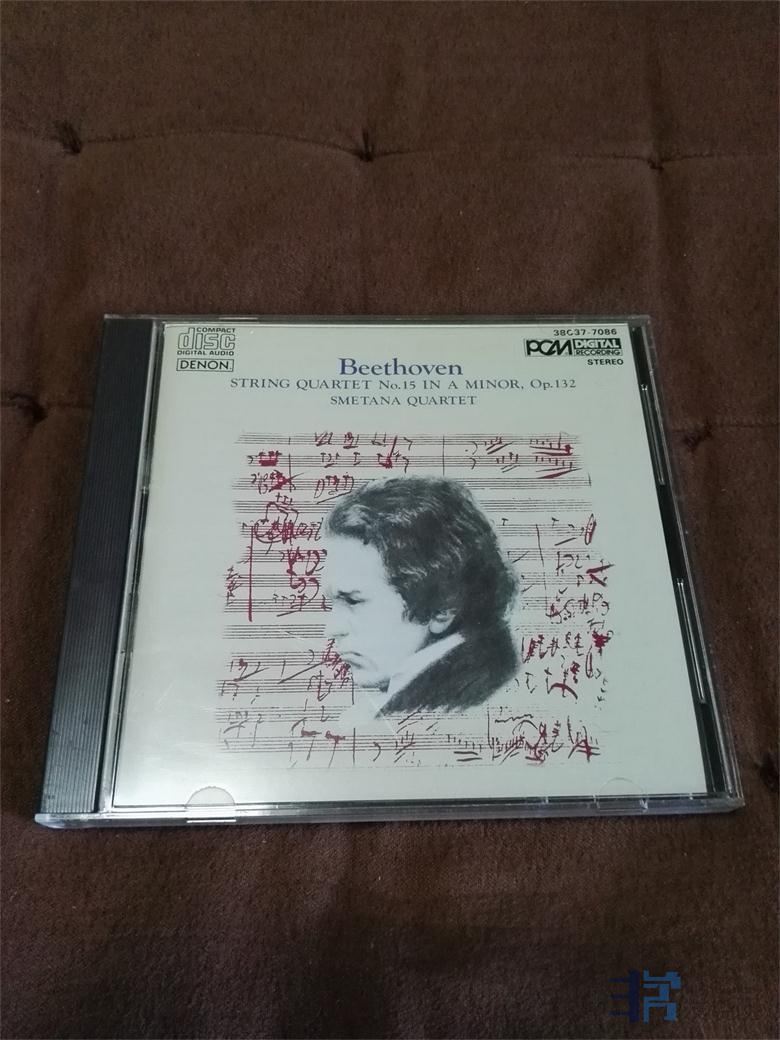 COMPACT
disc
DIGITAL AUDIO
DENON
38C37-7086
PCM DIGITAL
RECORDING
STEREO
Beethoven
STRING QUARTET No.15 IN A MINOR, Op.132
SMETANA QUARTET